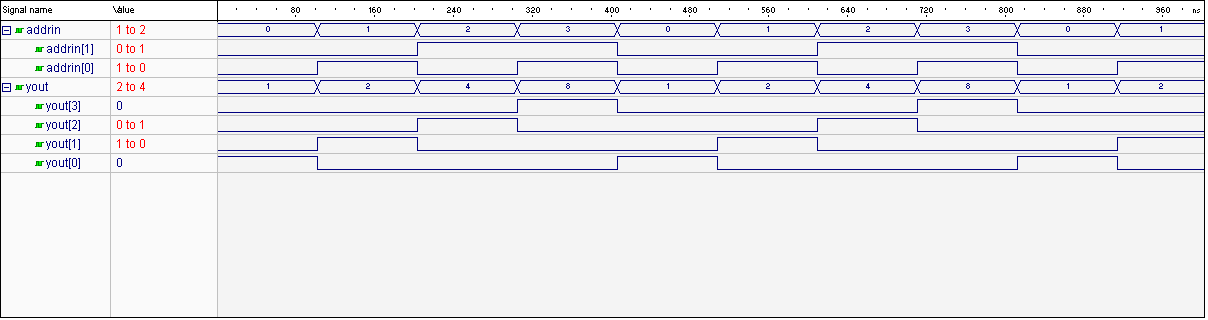 Signal name Value 80 160 240 320 400 480 560 640 720 800 880 960 ns
addrin 1 to 2 0 1 2 3 0 1 2 3 0 1
addrin[1] 0 to 1
addrin[0] 1 to 0
yout 2 to 4 1 2 4 8 1 2 4 8 1 2
yout[3] 0
yout[2] 0 to 1
yout[1] 1 to 0
yout[0] 0